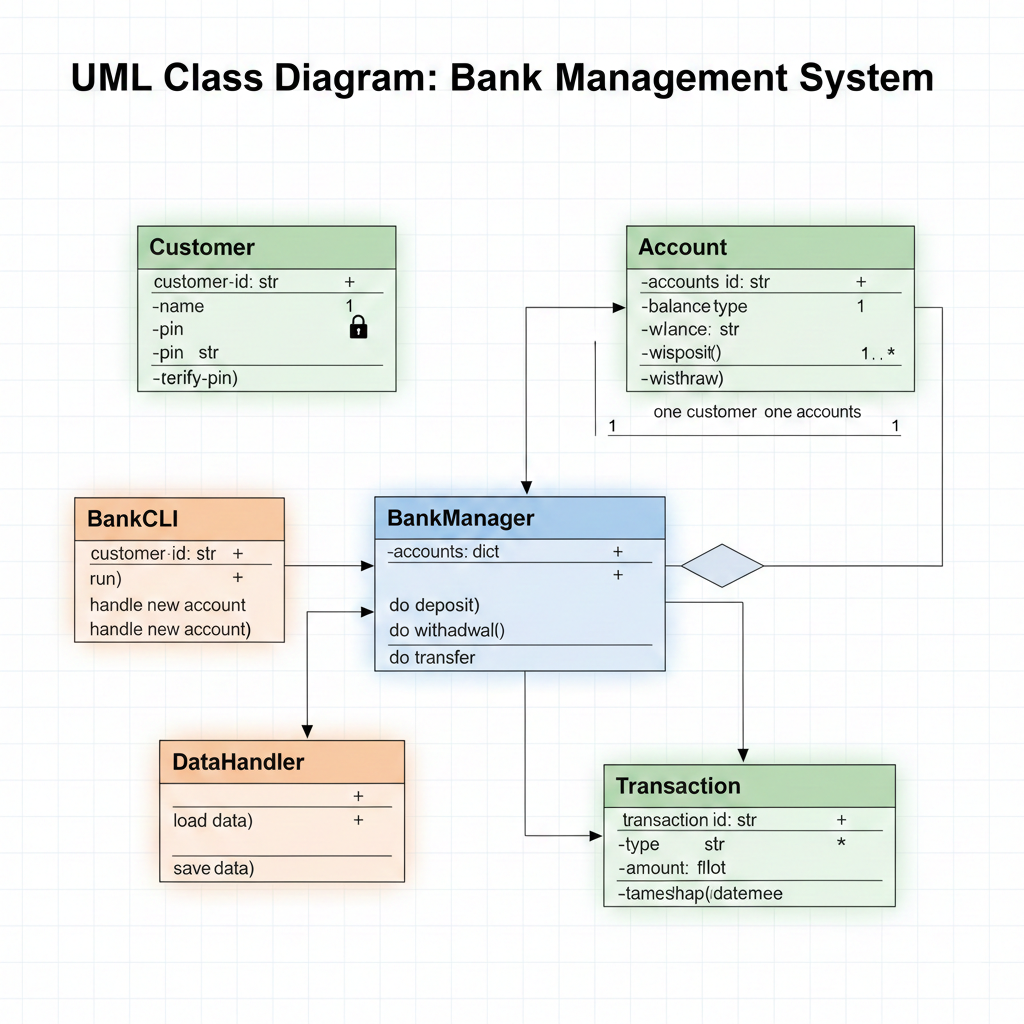 UML Class Diagram: Bank Management System
Customer
customer-id: str +
-name 1
-pin
-pin str
-terify-pin)
Account
-accounts id: str +
-balance type 1
-wlance: str
-wisposit() 1..*
-wisthraw)
one customer one accounts
1 1
BankCLI
customer·id: str +
run) +
handle new account
handle new account)
BankManager
-accounts: dict +
+
do deposit)
do withadwal()
do transfer
DataHandler
+
load data) +
save data)
Transaction
transaction id: str +
-type str *
-amount: fllot
-tameshap( datemee